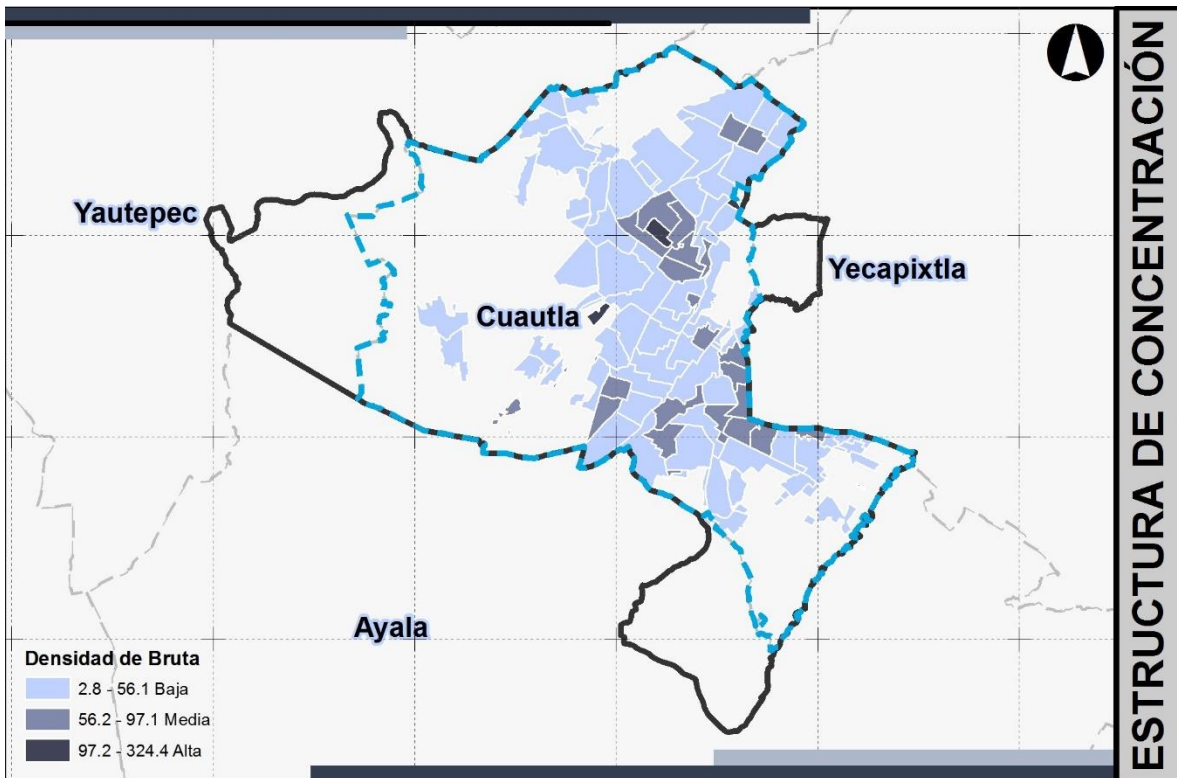 Yautepec
Yecapixtla
Cuautla
Ayala
Densidad de Bruta
2.8 - 56.1 Baja
56.2 - 97.1 Media
97.2 - 324.4 Alta
ESTRUCTURA DE CONCENTRACIÓN